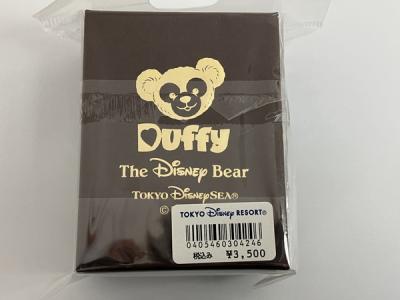 Duffy
The Disney Bear
TOKYO DISNEYSEA®
©
TOKYO Disney RESORT®
0405460304246
税込み ¥3,500